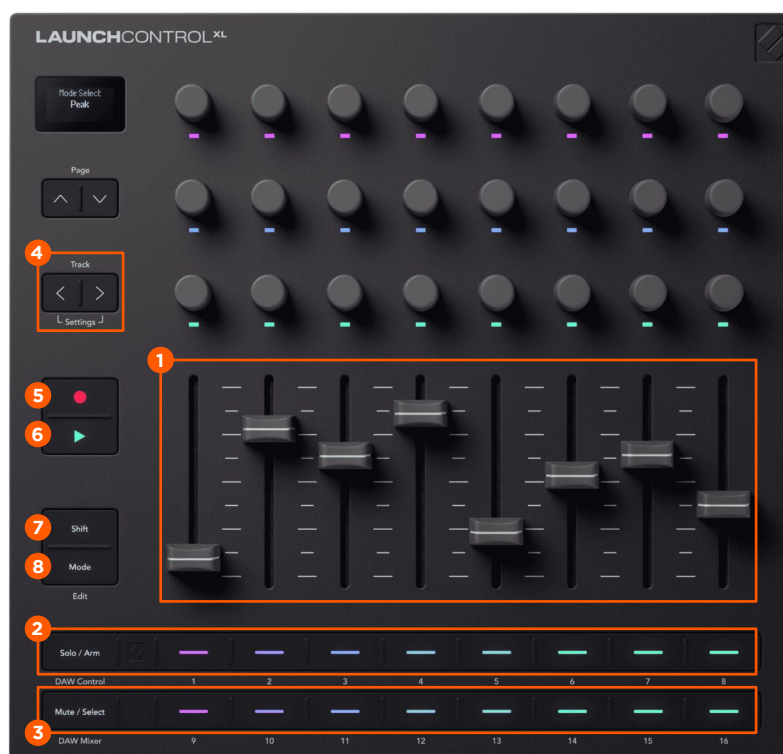 LAUNCHCONTROL XL
Mode Select
Peak
Page
4
Track
Settings
1
5
6
7
Shift
8
Mode
Edit
2
Solo / Arm
DAW Control 1 2 3 4 5 6 7 8
Mute / Select
3
DAW Mixer 9 10 11 12 13 14 15 16